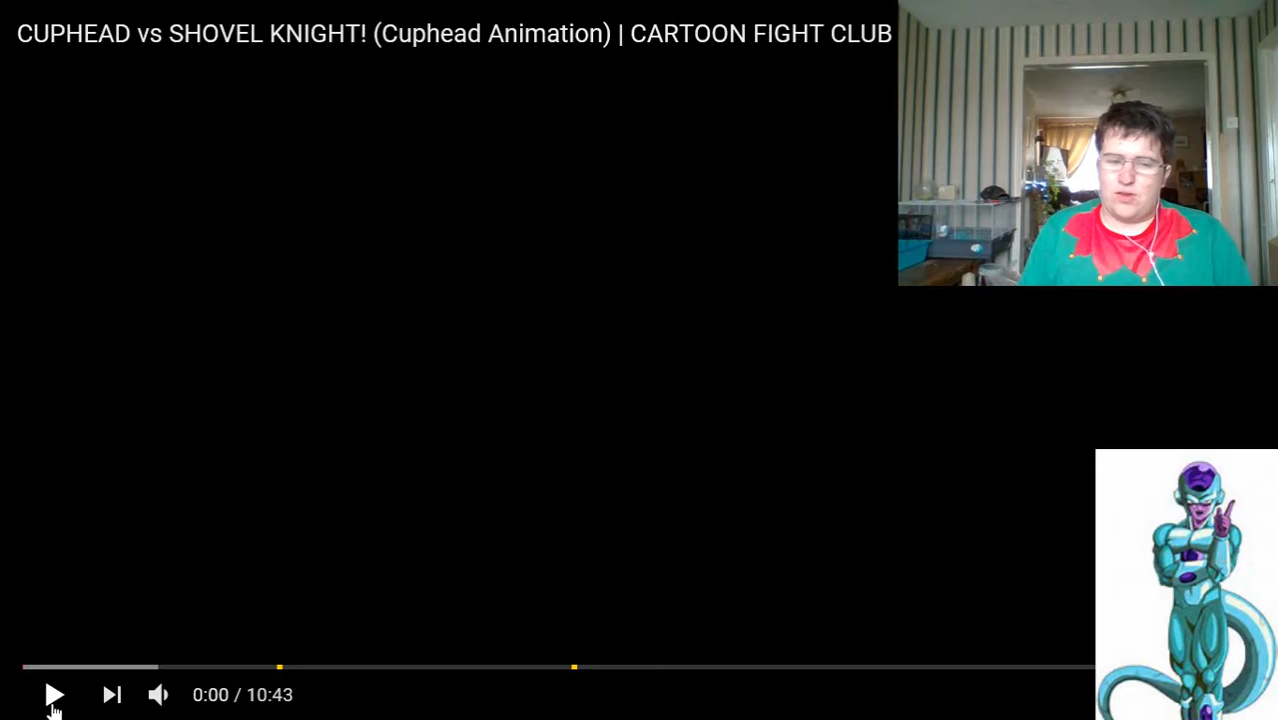 CUPHEAD vs SHOVEL KNIGHT! (Cuphead Animation) | CARTOON FIGHT CLUB
0:00 / 10:43